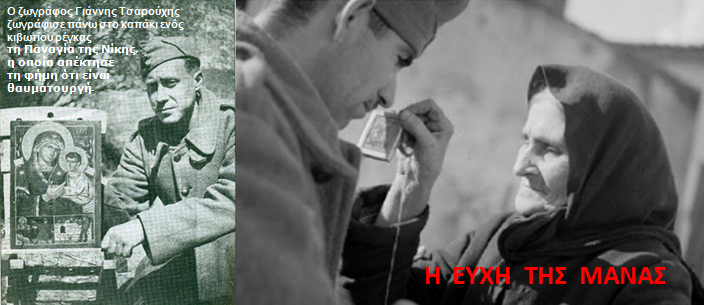 Ο ζωγράφος Γιάννης Τσαρούχης
ζωγράφισε πάνω στο καπάκι ενός
κιβωτίου ρέγκας
τη Παναγία της Νίκης,
η οποία απέκτησε
τη φήμη ότι είναι
θαυματουργή.
Η ΕΥΧΗ ΤΗΣ ΜΑΝΑΣ